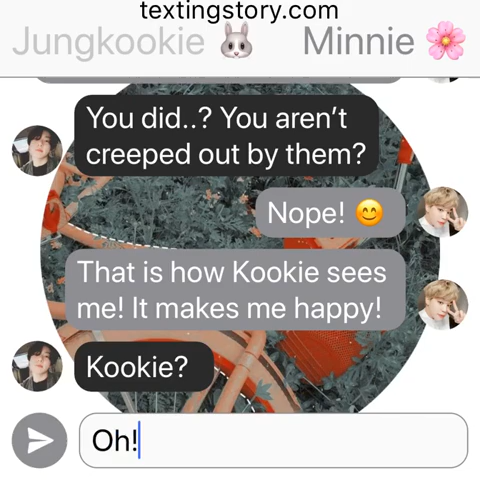 textingstory.com
Jungkookie 🐰 Minnie 🌸
You did..? You aren’t
creeped out by them?
Nope! 😊
That is how Kookie sees
me! It makes me happy!
Kookie?
Oh!